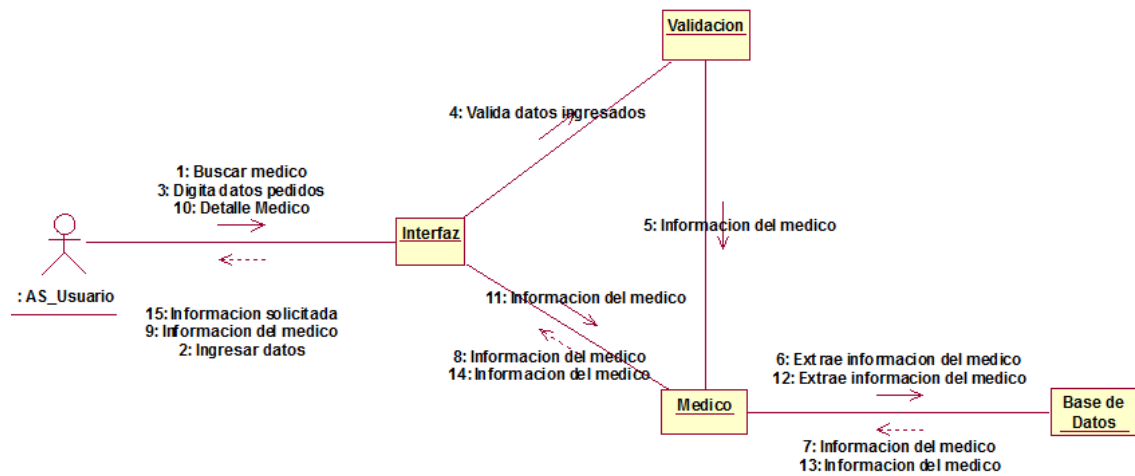 Validacion
4: Valida datos ingresados
1: Buscar medico
3: Digita datos pedidos
10: Detalle Medico
Interfaz
5: Informacion del medico
: AS_Usuario
15: Informacion solicitada
9: Informacion del medico
2: Ingresar datos
11: Informacion del medico
8: Informacion del medico
14: Informacion del medico
6: Extrae informacion del medico
12: Extrae informacion del medico
Medico
Base de
Datos
7: Informacion del medico
13: Informacion del medico